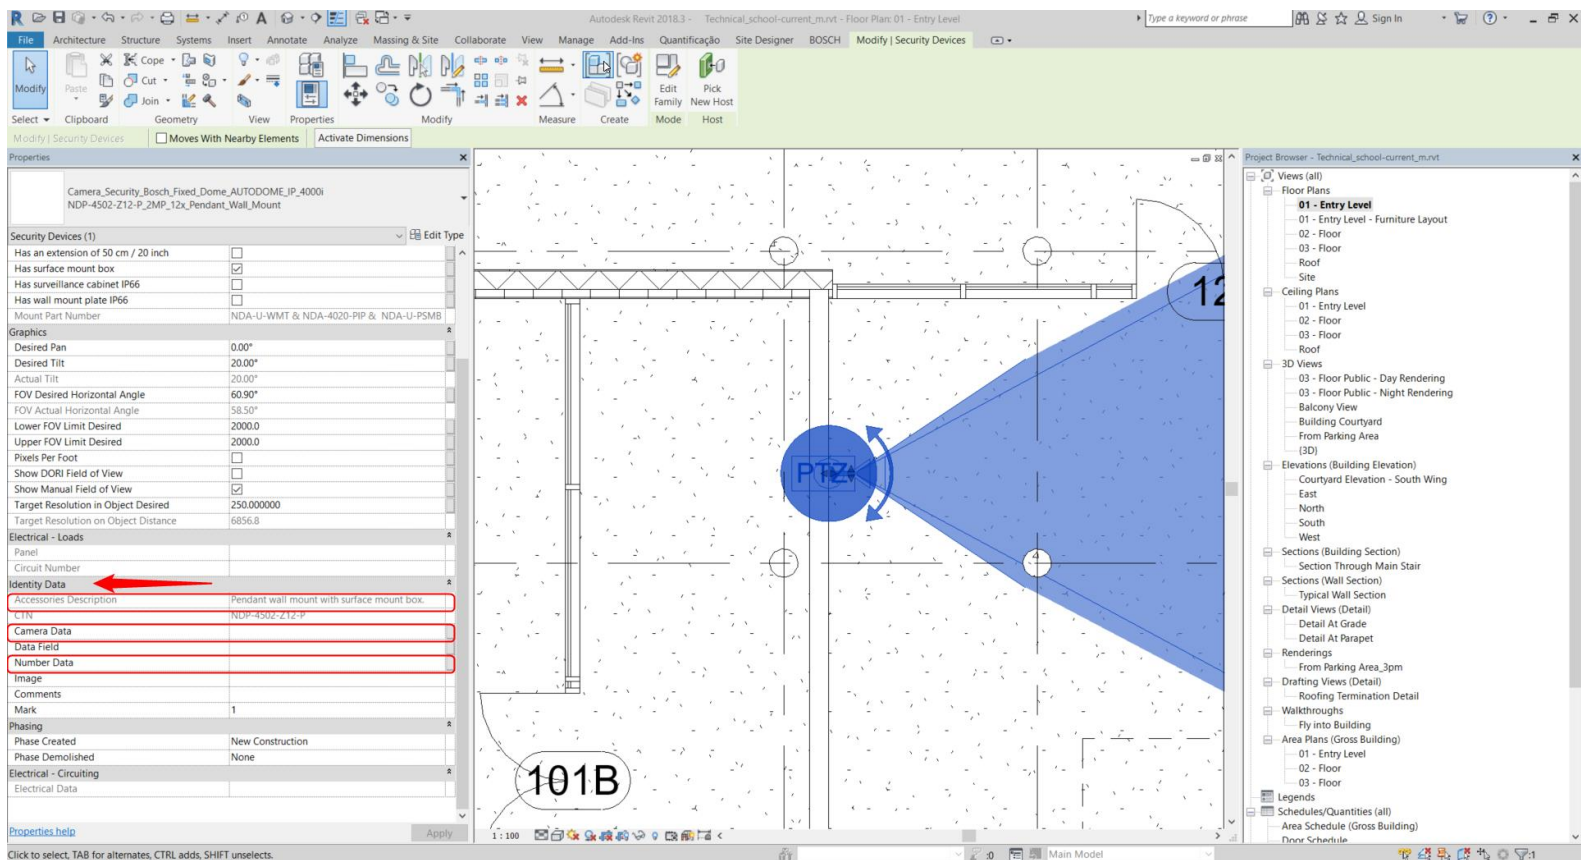 Autodesk Revit 2018.3 - Technical_school-current_m.rvt - Floor Plan: 01 - Entry Level
Type a keyword or phrase
Sign In
File Architecture Structure Systems Insert Annotate Analyze Massing & Site Collaborate View Manage Add-Ins Quantificação Site Designer BOSCH Modify | Security Devices
Modify
Paste
Cope
Cut
Join
Edit Family
Pick New Host
Select Clipboard Geometry View Properties Modify Measure Create Mode Host
Modify | Security Devices Moves With Nearby Elements Activate Dimensions
Properties
Camera_Security_Bosch_Fixed_Dome_AUTODOME_IP_4000i
NDP-4502-Z12-P_2MP_12x_Pendant_Wall_Mount
Security Devices (1) Edit Type
Has an extension of 50 cm / 20 inch
Has surface mount box
Has surveillance cabinet IP66
Has wall mount plate IP66
Mount Part Number NDA-U-WMT & NDA-4020-PIP & NDA-U-PSMB
Graphics
Desired Pan 0.00°
Desired Tilt 20.00°
Actual Tilt 20.00°
FOV Desired Horizontal Angle 60.90°
FOV Actual Horizontal Angle 58.50°
Lower FOV Limit Desired 2000.0
Upper FOV Limit Desired 2000.0
Pixels Per Foot
Show DORI Field of View
Show Manual Field of View
Target Resolution in Object Desired 250.000000
Target Resolution on Object Distance 6856.8
Electrical - Loads
Panel
Circuit Number
Identity Data
Accessories Description Pendant wall mount with surface mount box.
CTN NDP-4502-Z12-P
Camera Data
Data Field
Number Data
Image
Comments
Mark 1
Phasing
Phase Created New Construction
Phase Demolished None
Electrical - Circuiting
Electrical Data
Properties help Apply
12
PTZ
101B
1 : 100
Project Browser - Technical_school-current_m.rvt
Views (all)
Floor Plans
01 - Entry Level
01 - Entry Level - Furniture Layout
02 - Floor
03 - Floor
Roof
Site
Ceiling Plans
01 - Entry Level
02 - Floor
03 - Floor
Roof
3D Views
03 - Floor Public - Day Rendering
03 - Floor Public - Night Rendering
Balcony View
Building Courtyard
From Parking Area
{3D}
Elevations (Building Elevation)
Courtyard Elevation - South Wing
East
North
South
West
Sections (Building Section)
Section Through Main Stair
Sections (Wall Section)
Typical Wall Section
Detail Views (Detail)
Detail At Grade
Detail At Parapet
Renderings
From Parking Area_3pm
Drafting Views (Detail)
Roofing Termination Detail
Walkthroughs
Fly into Building
Area Plans (Gross Building)
01 - Entry Level
02 - Floor
03 - Floor
Legends
Schedules/Quantities (all)
Area Schedule (Gross Building)
Door Schedule
Click to select, TAB for alternates, CTRL adds, SHIFT unselects.
:0 Main Model
:1